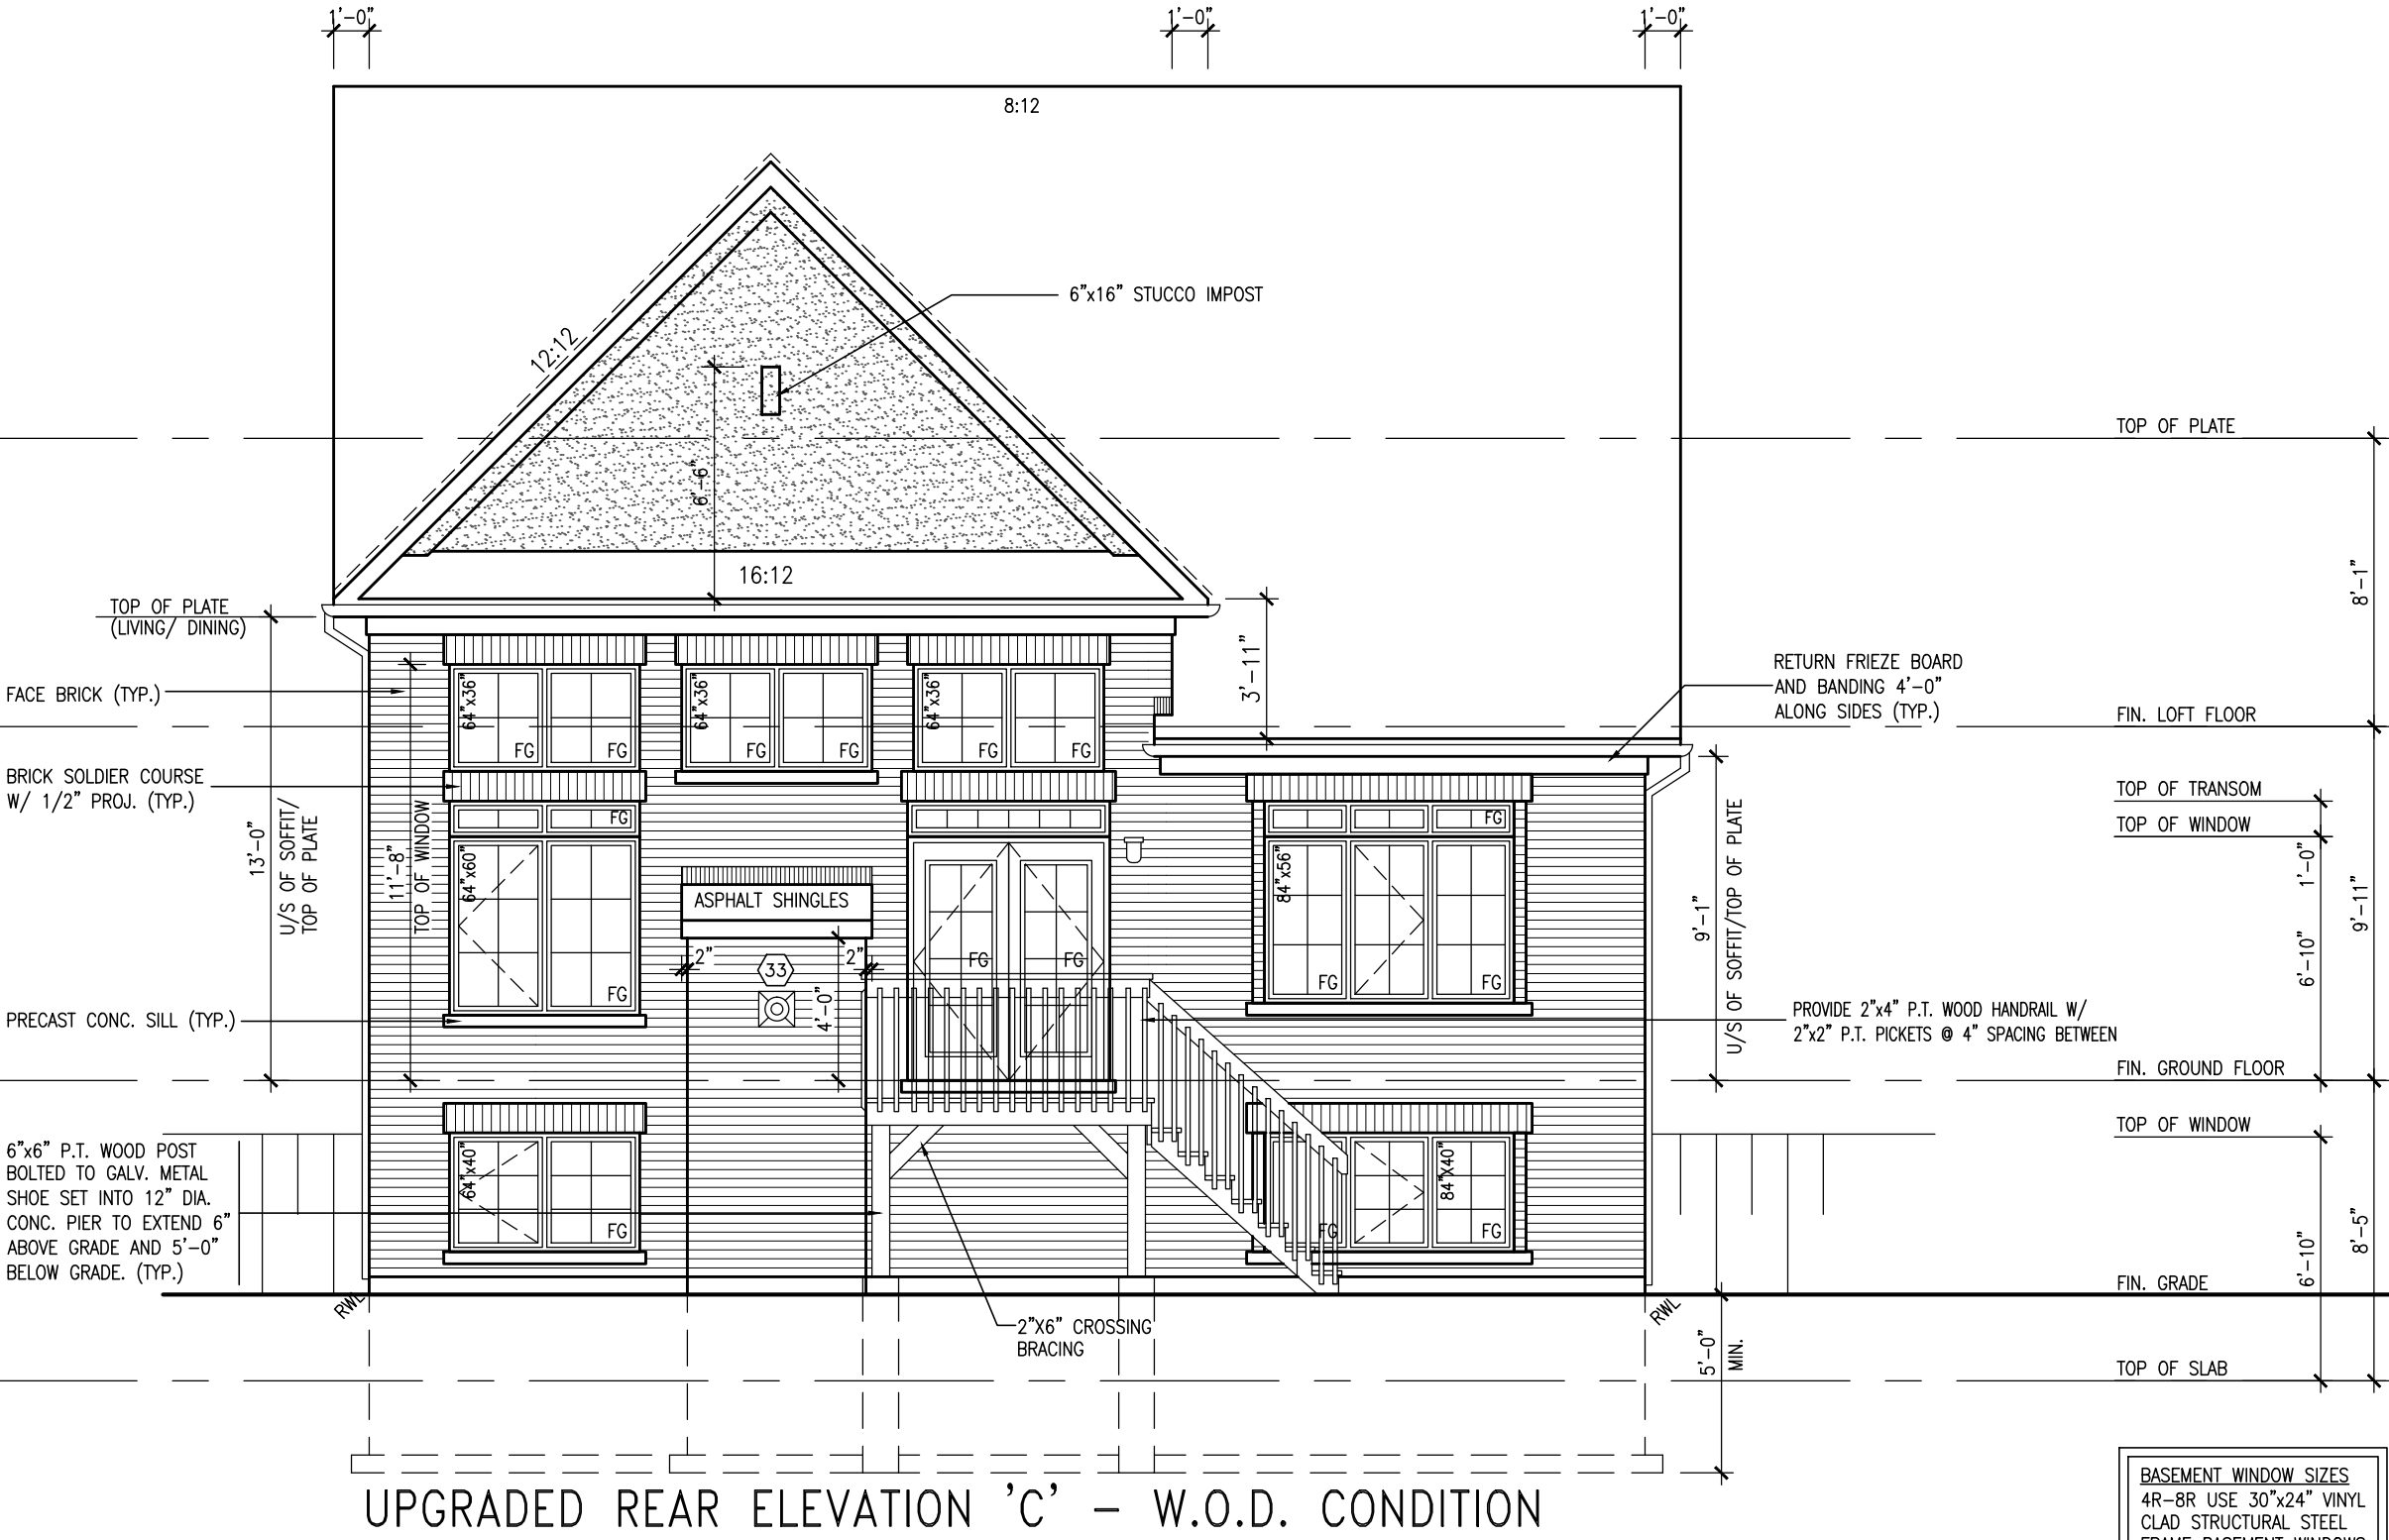 1'-0"
1'-0"
1'-0"
8:12
6"x16" STUCCO IMPOST
12:12
6'-6"
16:12
TOP OF PLATE
TOP OF PLATE
(LIVING/ DINING)
8'-1"
3'-11"
RETURN FRIEZE BOARD
AND BANDING 4'-0"
ALONG SIDES (TYP.)
FACE BRICK (TYP.)
64"x36"
64"x36"
64"x36"
FG
FG
FG
FG
FG
FG
FIN. LOFT FLOOR
BRICK SOLDIER COURSE
W/ 1/2" PROJ. (TYP.)
TOP OF TRANSOM
TOP OF WINDOW
13'-0"
U/S OF SOFFIT/
TOP OF PLATE
11'-8"
TOP OF WINDOW
FG
64"x60"
FG
ASPHALT SHINGLES
2"
33
2"
4'-0"
FG
FG
FG
84"x56"
FG
FG
9'-1"
U/S OF SOFFIT/TOP OF PLATE
1'-0"
6'-10"
9'-11"
PRECAST CONC. SILL (TYP.)
PROVIDE 2"x4" P.T. WOOD HANDRAIL W/
2"x2" P.T. PICKETS @ 4" SPACING BETWEEN
FIN. GROUND FLOOR
TOP OF WINDOW
6"x6" P.T. WOOD POST
BOLTED TO GALV. METAL
SHOE SET INTO 12" DIA.
CONC. PIER TO EXTEND 6"
ABOVE GRADE AND 5'-0"
BELOW GRADE. (TYP.)
64"x40"
FG
84"X40"
FG
FG
6'-10"
8'-5"
FIN. GRADE
RWL
RWL
2"X6" CROSSING
BRACING
5'-0"
MIN.
TOP OF SLAB
UPGRADED REAR ELEVATION 'C' - W.O.D. CONDITION
BASEMENT WINDOW SIZES
4R-8R USE 30"x24" VINYL
CLAD STRUCTURAL STEEL
FRAME BASEMENT WINDOWS